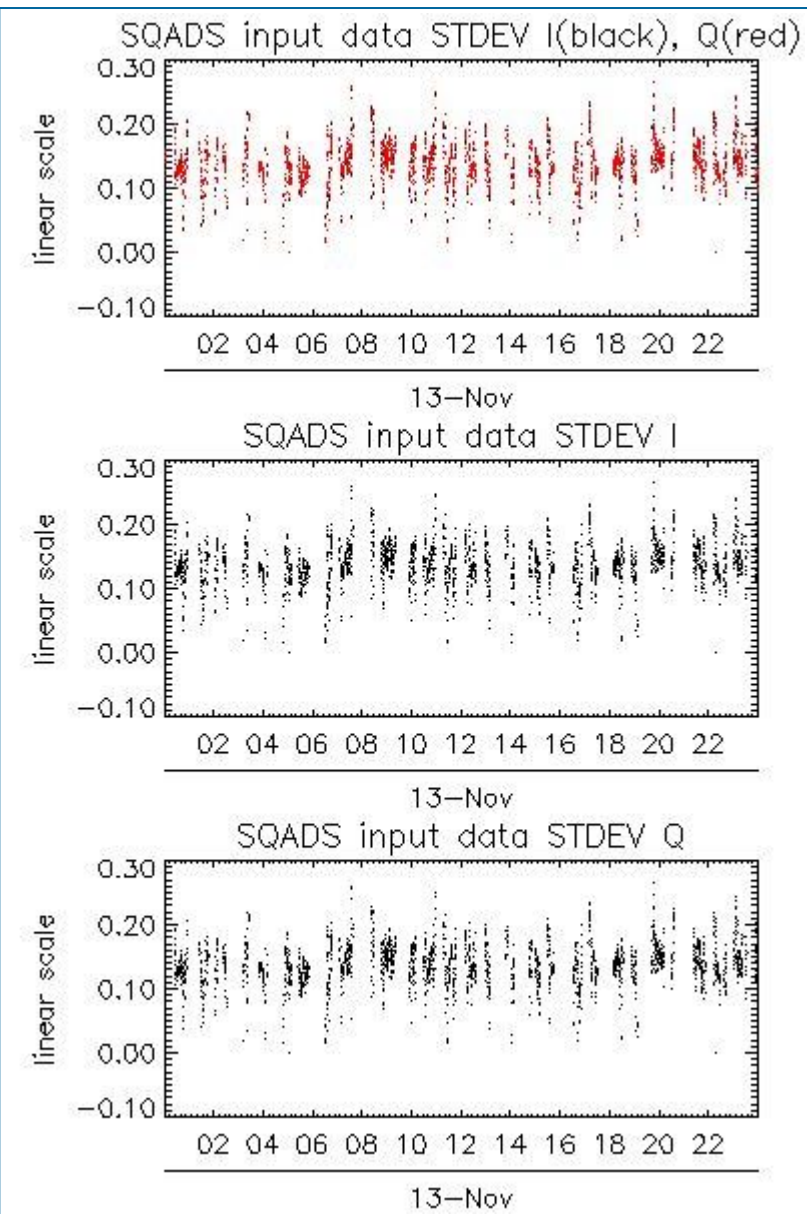 SQADS input data STDEV I(black), Q(red)
0.30
0.20
0.10
0.00
-0.10
linear scale
02 04 06 08 10 12 14 16 18 20 22
13-Nov
SQADS input data STDEV I
0.30
0.20
0.10
0.00
-0.10
linear scale
02 04 06 08 10 12 14 16 18 20 22
13-Nov
SQADS input data STDEV Q
0.30
0.20
0.10
0.00
-0.10
linear scale
02 04 06 08 10 12 14 16 18 20 22
13-Nov